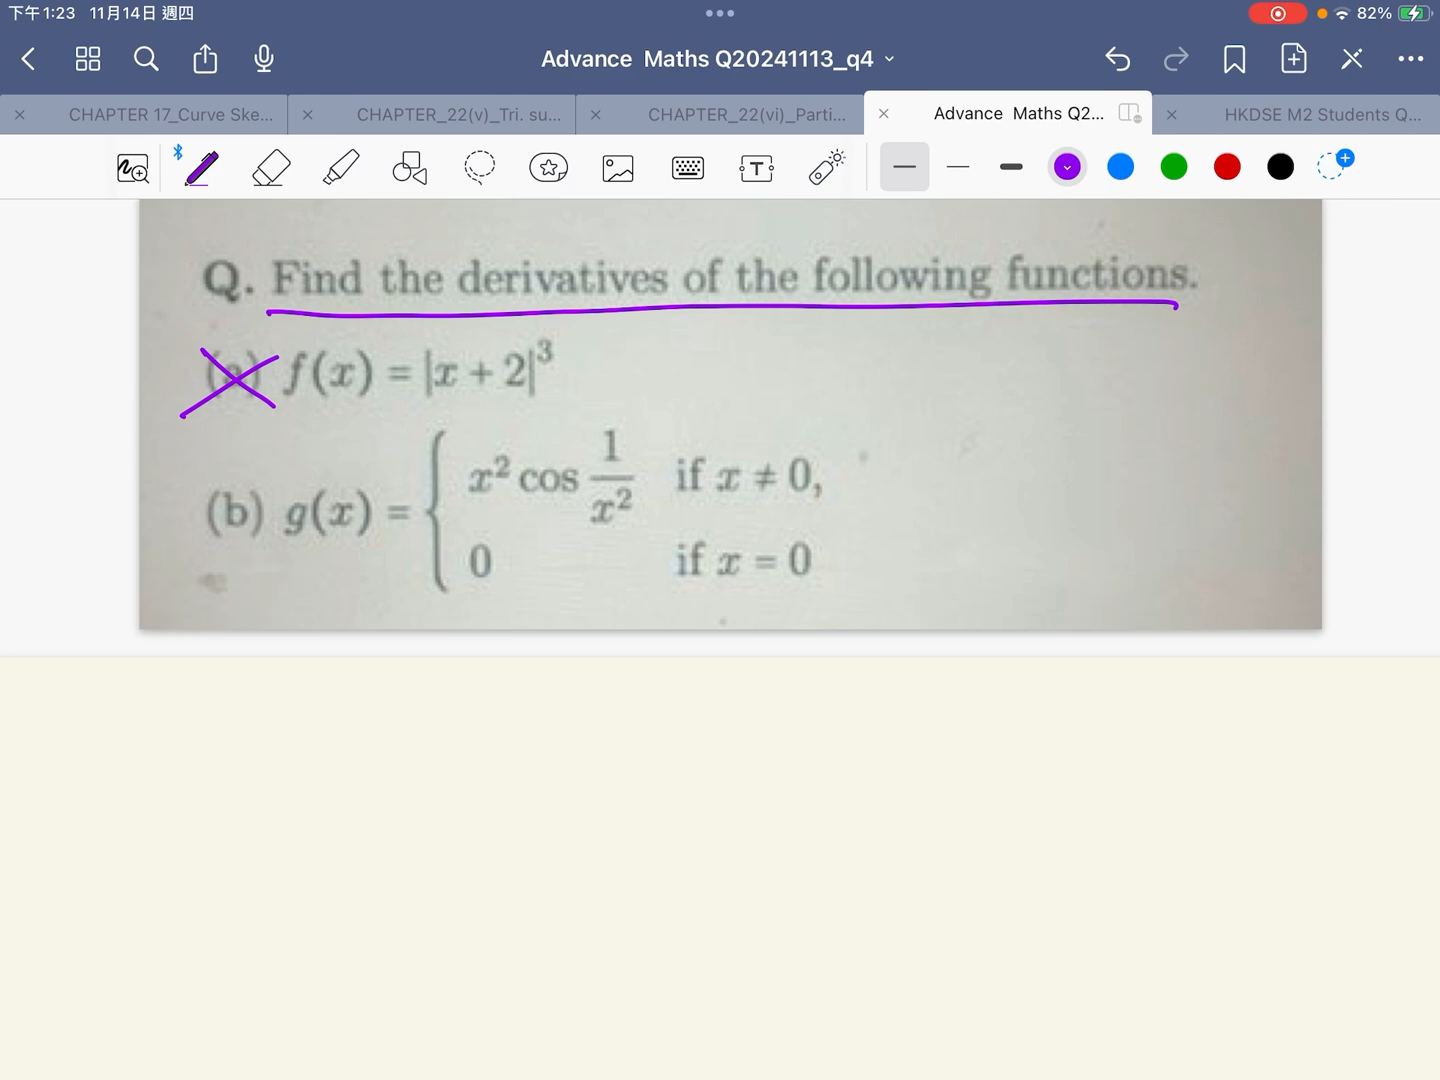 下午1:23 11月14日 週四
82%
Advance Maths Q20241113_q4
CHAPTER 17_Curve Ske...
CHAPTER_22(v)_Tri. su...
CHAPTER_22(vi)_Parti...
Advance Maths Q2...
HKDSE M2 Students Q...
Q. Find the derivatives of the following functions.
(a) f(x) = |x + 2|³
(b) g(x) = { x² cos 1/x² if x ≠ 0,
0 if x = 0